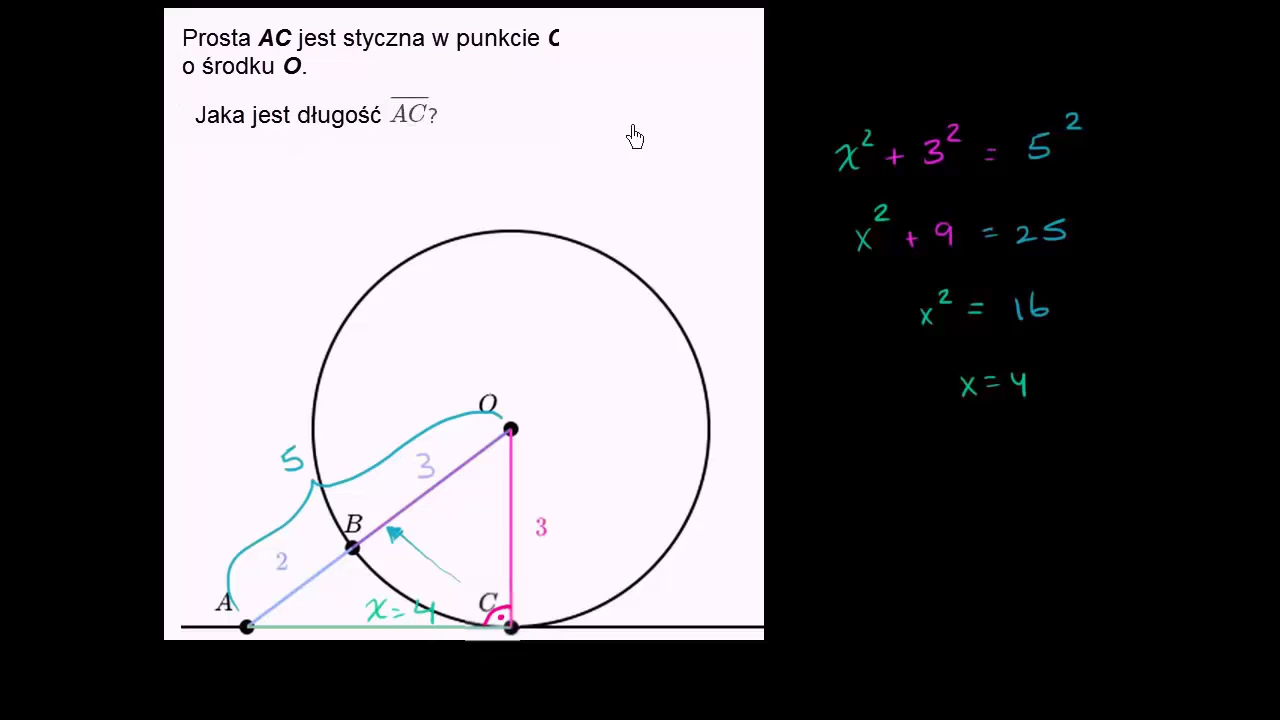 Prosta AC jest styczna w punkcie C
o środku O.
Jaka jest długość AC?
x² + 3² = 5²
x² + 9 = 25
x² = 16
x = 4
O
5
3
B
3
2
A
x = 4
C